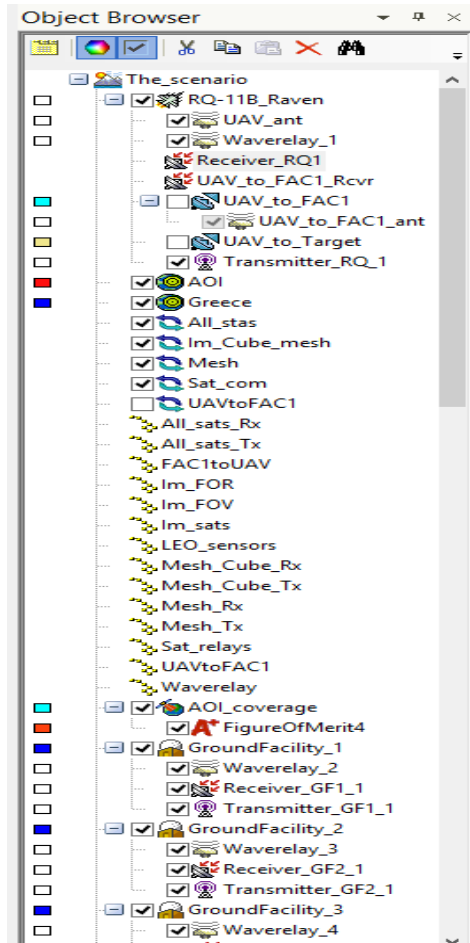 Object Browser
The_scenario
RQ-11B_Raven
UAV_ant
Waverelay_1
Receiver_RQ1
UAV_to_FAC1_Rcvr
UAV_to_FAC1
UAV_to_FAC1_ant
UAV_to_Target
Transmitter_RQ_1
AOI
Greece
All_stas
Im_Cube_mesh
Mesh
Sat_com
UAVtoFAC1
All_sats_Rx
All_sats_Tx
FAC1toUAV
Im_FOR
Im_FOV
Im_sats
LEO_sensors
Mesh_Cube_Rx
Mesh_Cube_Tx
Mesh_Rx
Mesh_Tx
Sat_relays
UAVtoFAC1
Waverelay
AOI_coverage
FigureOfMerit4
GroundFacility_1
Waverelay_2
Receiver_GF1_1
Transmitter_GF1_1
GroundFacility_2
Waverelay_3
Receiver_GF2_1
Transmitter_GF2_1
GroundFacility_3
Waverelay_4